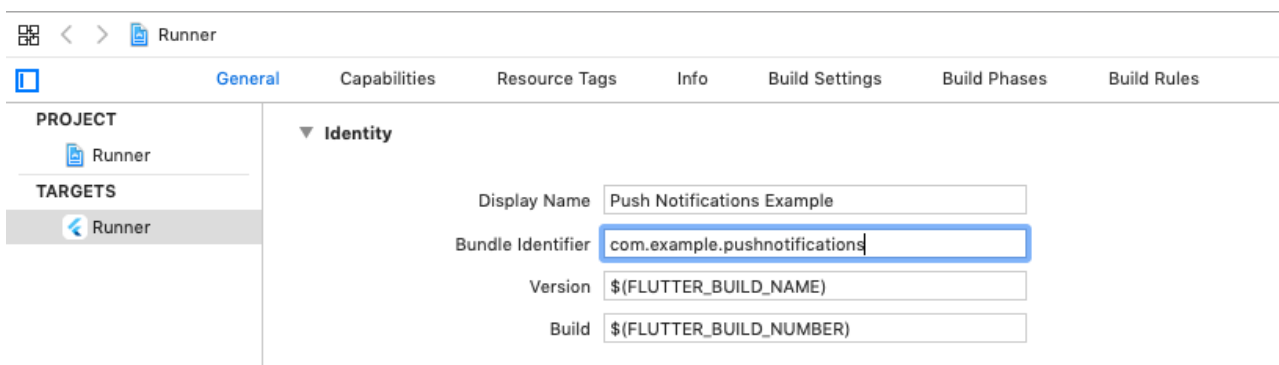 Runner
General Capabilities Resource Tags Info Build Settings Build Phases Build Rules
PROJECT
Runner
TARGETS
Runner
Identity
Display Name Push Notifications Example
Bundle Identifier com.example.pushnotifications
Version $(FLUTTER_BUILD_NAME)
Build $(FLUTTER_BUILD_NUMBER)